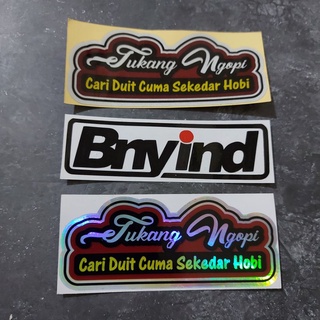 Tukang Ngopi
Cari Duit Cuma Sekedar Hobi
Bnyind
Tukang Ngopi
Cari Duit Cuma Sekedar Hobi